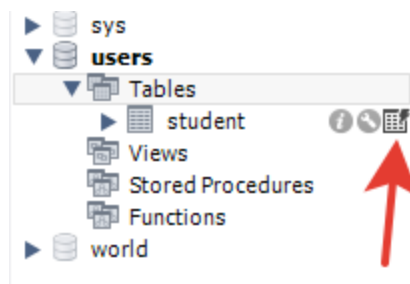 sys
users
Tables
student
Views
Stored Procedures
Functions
world